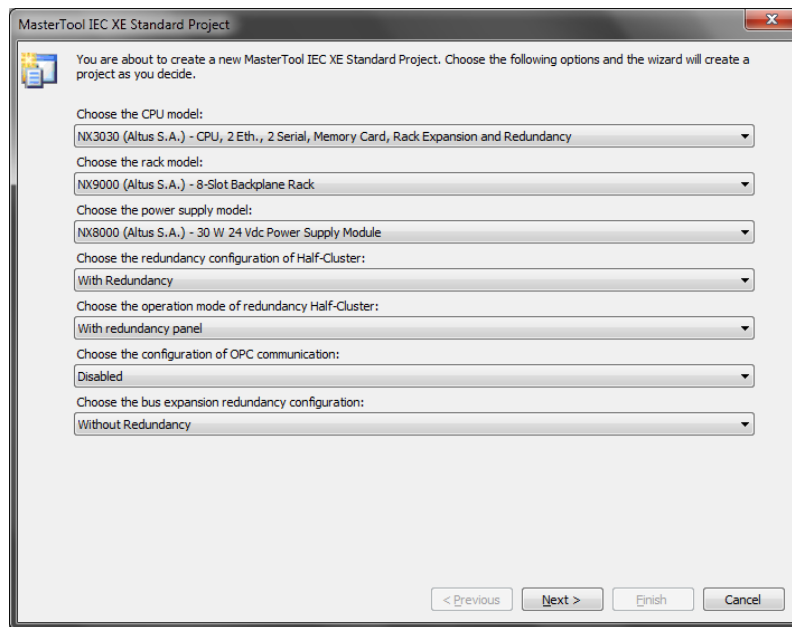 MasterTool IEC XE Standard Project
You are about to create a new MasterTool IEC XE Standard Project. Choose the following options and the wizard will create a
project as you decide.
Choose the CPU model:
NX3030 (Altus S.A.) - CPU, 2 Eth., 2 Serial, Memory Card, Rack Expansion and Redundancy
Choose the rack model:
NX9000 (Altus S.A.) - 8-Slot Backplane Rack
Choose the power supply model:
NX8000 (Altus S.A.) - 30 W 24 Vdc Power Supply Module
Choose the redundancy configuration of Half-Cluster:
With Redundancy
Choose the operation mode of redundancy Half-Cluster:
With redundancy panel
Choose the configuration of OPC communication:
Disabled
Choose the bus expansion redundancy configuration:
Without Redundancy
< Previous Next > Finish Cancel